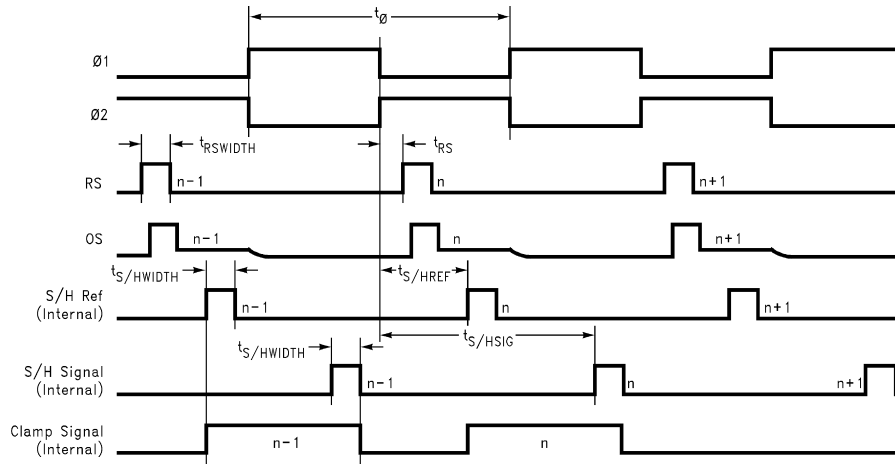 tØ
Ø1
Ø2
tRSWIDTH
tRS
RS
n-1
n
n+1
OS
n-1
n
n+1
tS/HWIDTH
tS/HREF
S/H Ref
(Internal)
n-1
n
n+1
tS/HSIG
tS/HWIDTH
S/H Signal
(Internal)
n-1
n
n+1
Clamp Signal
(Internal)
n-1
n